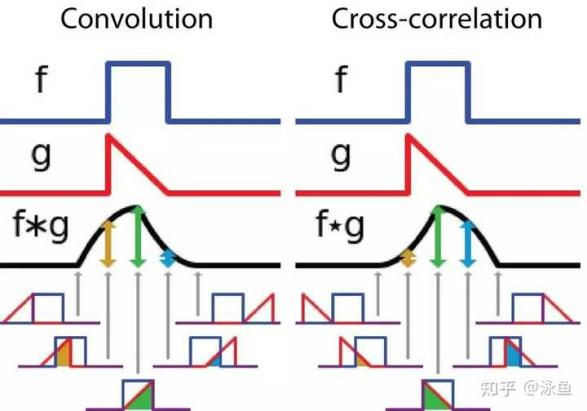 Convolution
Cross-correlation
f
f
g
g
f∗g
f⋆g
知乎 @泳鱼